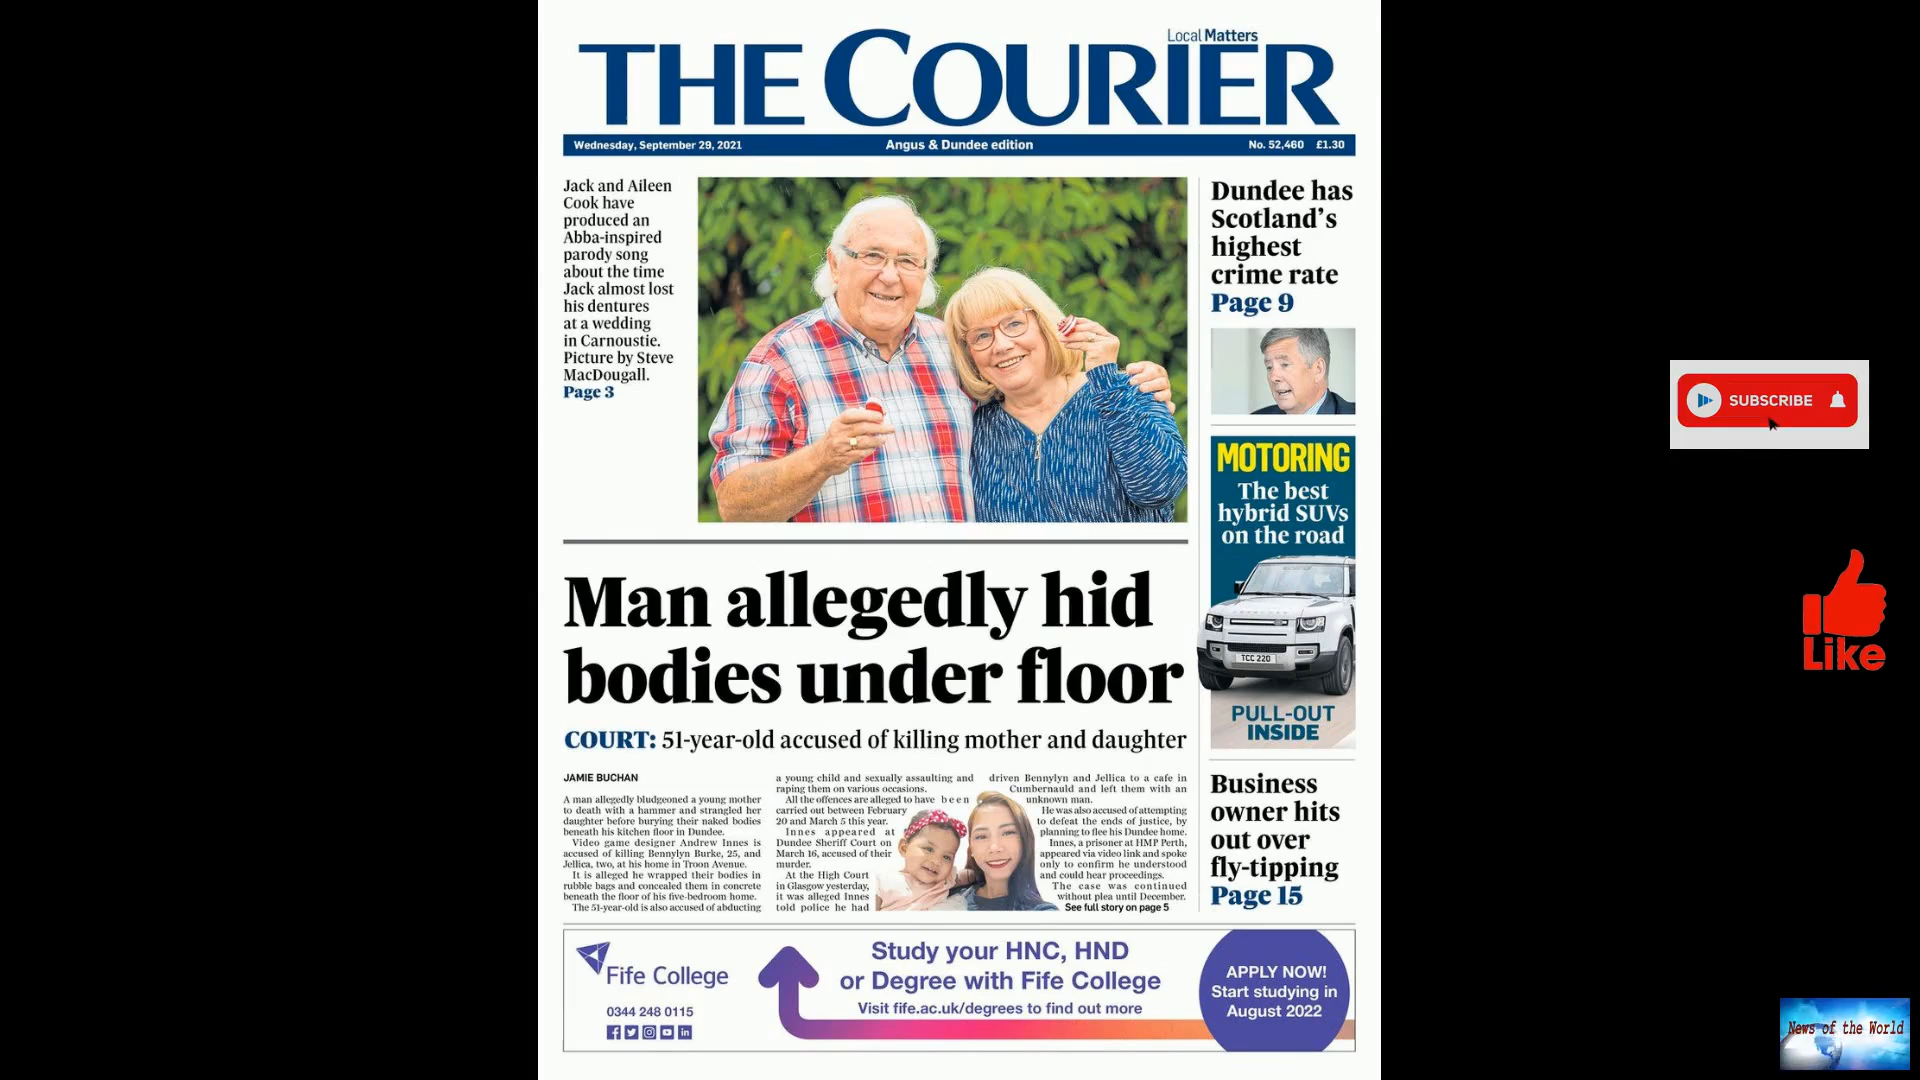 Local Matters
THE COURIER
Wednesday, September 29, 2021
Angus & Dundee edition
No. 52,460 £1.30
Jack and Aileen
Cook have
produced an
Abba-inspired
parody song
about the time
Jack almost lost
his dentures
at a wedding
in Carnoustie.
Picture by Steve
MacDougall.
Page 3
Dundee has
Scotland's
highest
crime rate
Page 9
MOTORING
The best
hybrid SUVs
on the road
TCC 220
PULL-OUT
INSIDE
Man allegedly hid
bodies under floor
COURT: 51-year-old accused of killing mother and daughter
JAMIE BUCHAN
A man allegedly bludgeoned a young mother
to death with a hammer and strangled her
daughter before burying their naked bodies
beneath his kitchen floor in Dundee.
Video game designer Andrew Innes is
accused of killing Bennylyn Burke, 25, and
Jellica, two, at his home in Troon Avenue.
It is alleged he wrapped their bodies in
rubble bags and concealed them in concrete
beneath the floor of his five-bedroom home.
The 51-year-old is also accused of abducting
a young child and sexually assaulting and
raping them on various occasions.
All the offences are alleged to have been
carried out between February
20 and March 5 this year.
Innes appeared at
Dundee Sheriff Court on
March 16, accused of their
murder.
At the High Court
in Glasgow yesterday,
it was alleged Innes
told police he had
driven Bennylyn and Jellica to a cafe in
Cumbernauld and left them with an
unknown man.
He was also accused of attempting
to defeat the ends of justice, by
planning to flee his Dundee home.
Innes, a prisoner at HMP Perth,
appeared via video link and spoke
only to confirm he understood
and could hear proceedings.
The case was continued
without plea until December.
See full story on page 5
Business
owner hits
out over
fly-tipping
Page 15
Fife College
0344 248 0115
Study your HNC, HND
or Degree with Fife College
Visit fife.ac.uk/degrees to find out more
APPLY NOW!
Start studying in
August 2022
SUBSCRIBE
Like
News of the World